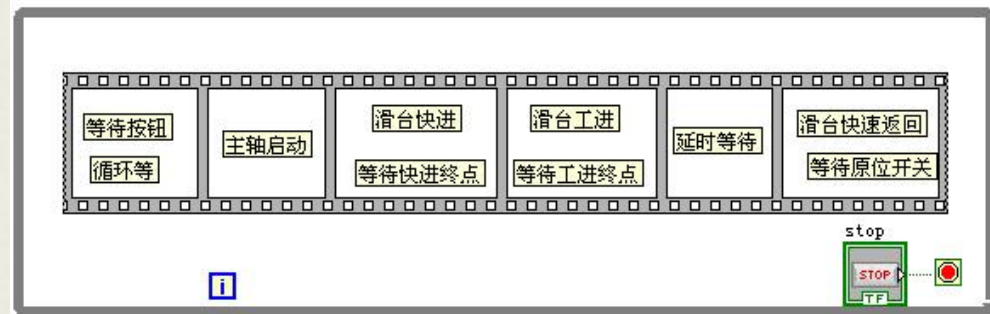 等待按钮
循环等
主轴启动
滑台快进
等待快进终点
滑台工进
等待工进终点
延时等待
滑台快速返回
等待原位开关
stop
STOP
TF
i